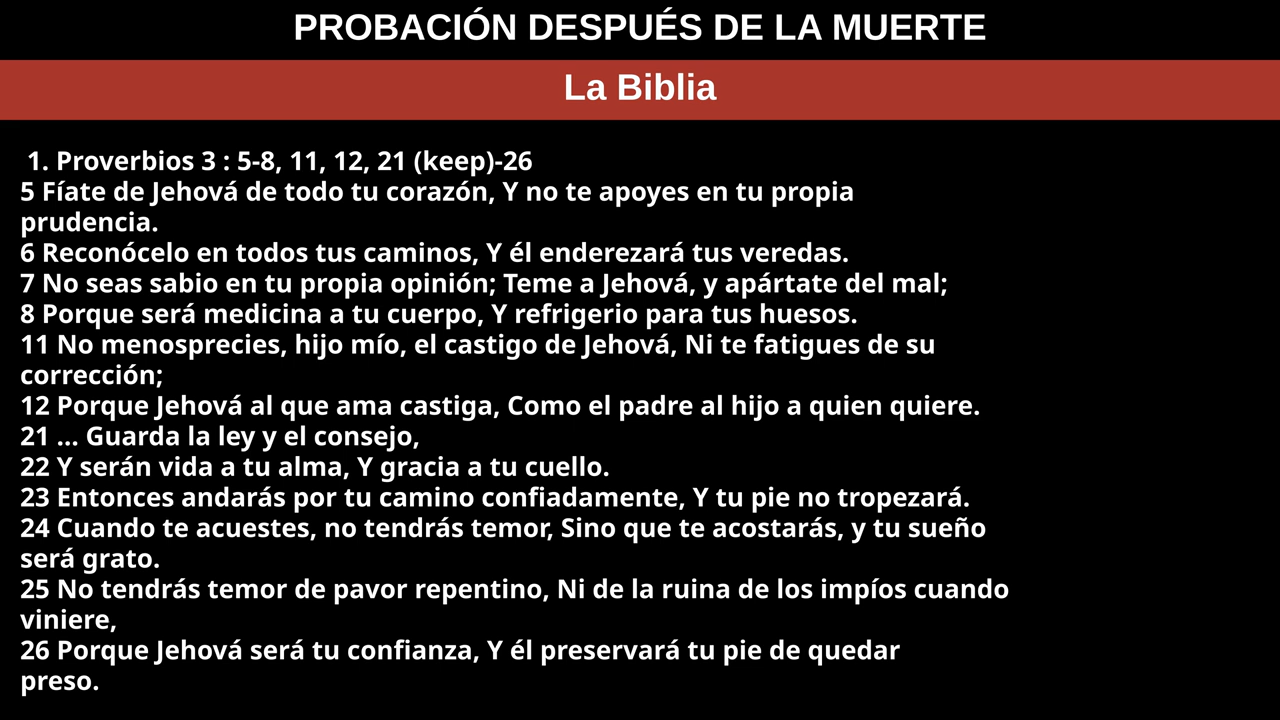 PROBACIÓN DESPUÉS DE LA MUERTE
La Biblia
1. Proverbios 3 : 5-8, 11, 12, 21 (keep)-26
5 Fíate de Jehová de todo tu corazón, Y no te apoyes en tu propia
prudencia.
6 Reconócelo en todos tus caminos, Y él enderezará tus veredas.
7 No seas sabio en tu propia opinión; Teme a Jehová, y apártate del mal;
8 Porque será medicina a tu cuerpo, Y refrigerio para tus huesos.
11 No menosprecies, hijo mío, el castigo de Jehová, Ni te fatigues de su
corrección;
12 Porque Jehová al que ama castiga, Como el padre al hijo a quien quiere.
21 ... Guarda la ley y el consejo,
22 Y serán vida a tu alma, Y gracia a tu cuello.
23 Entonces andarás por tu camino confiadamente, Y tu pie no tropezará.
24 Cuando te acuestes, no tendrás temor, Sino que te acostarás, y tu sueño
será grato.
25 No tendrás temor de pavor repentino, Ni de la ruina de los impíos cuando
viniere,
26 Porque Jehová será tu confianza, Y él preservará tu pie de quedar
preso.